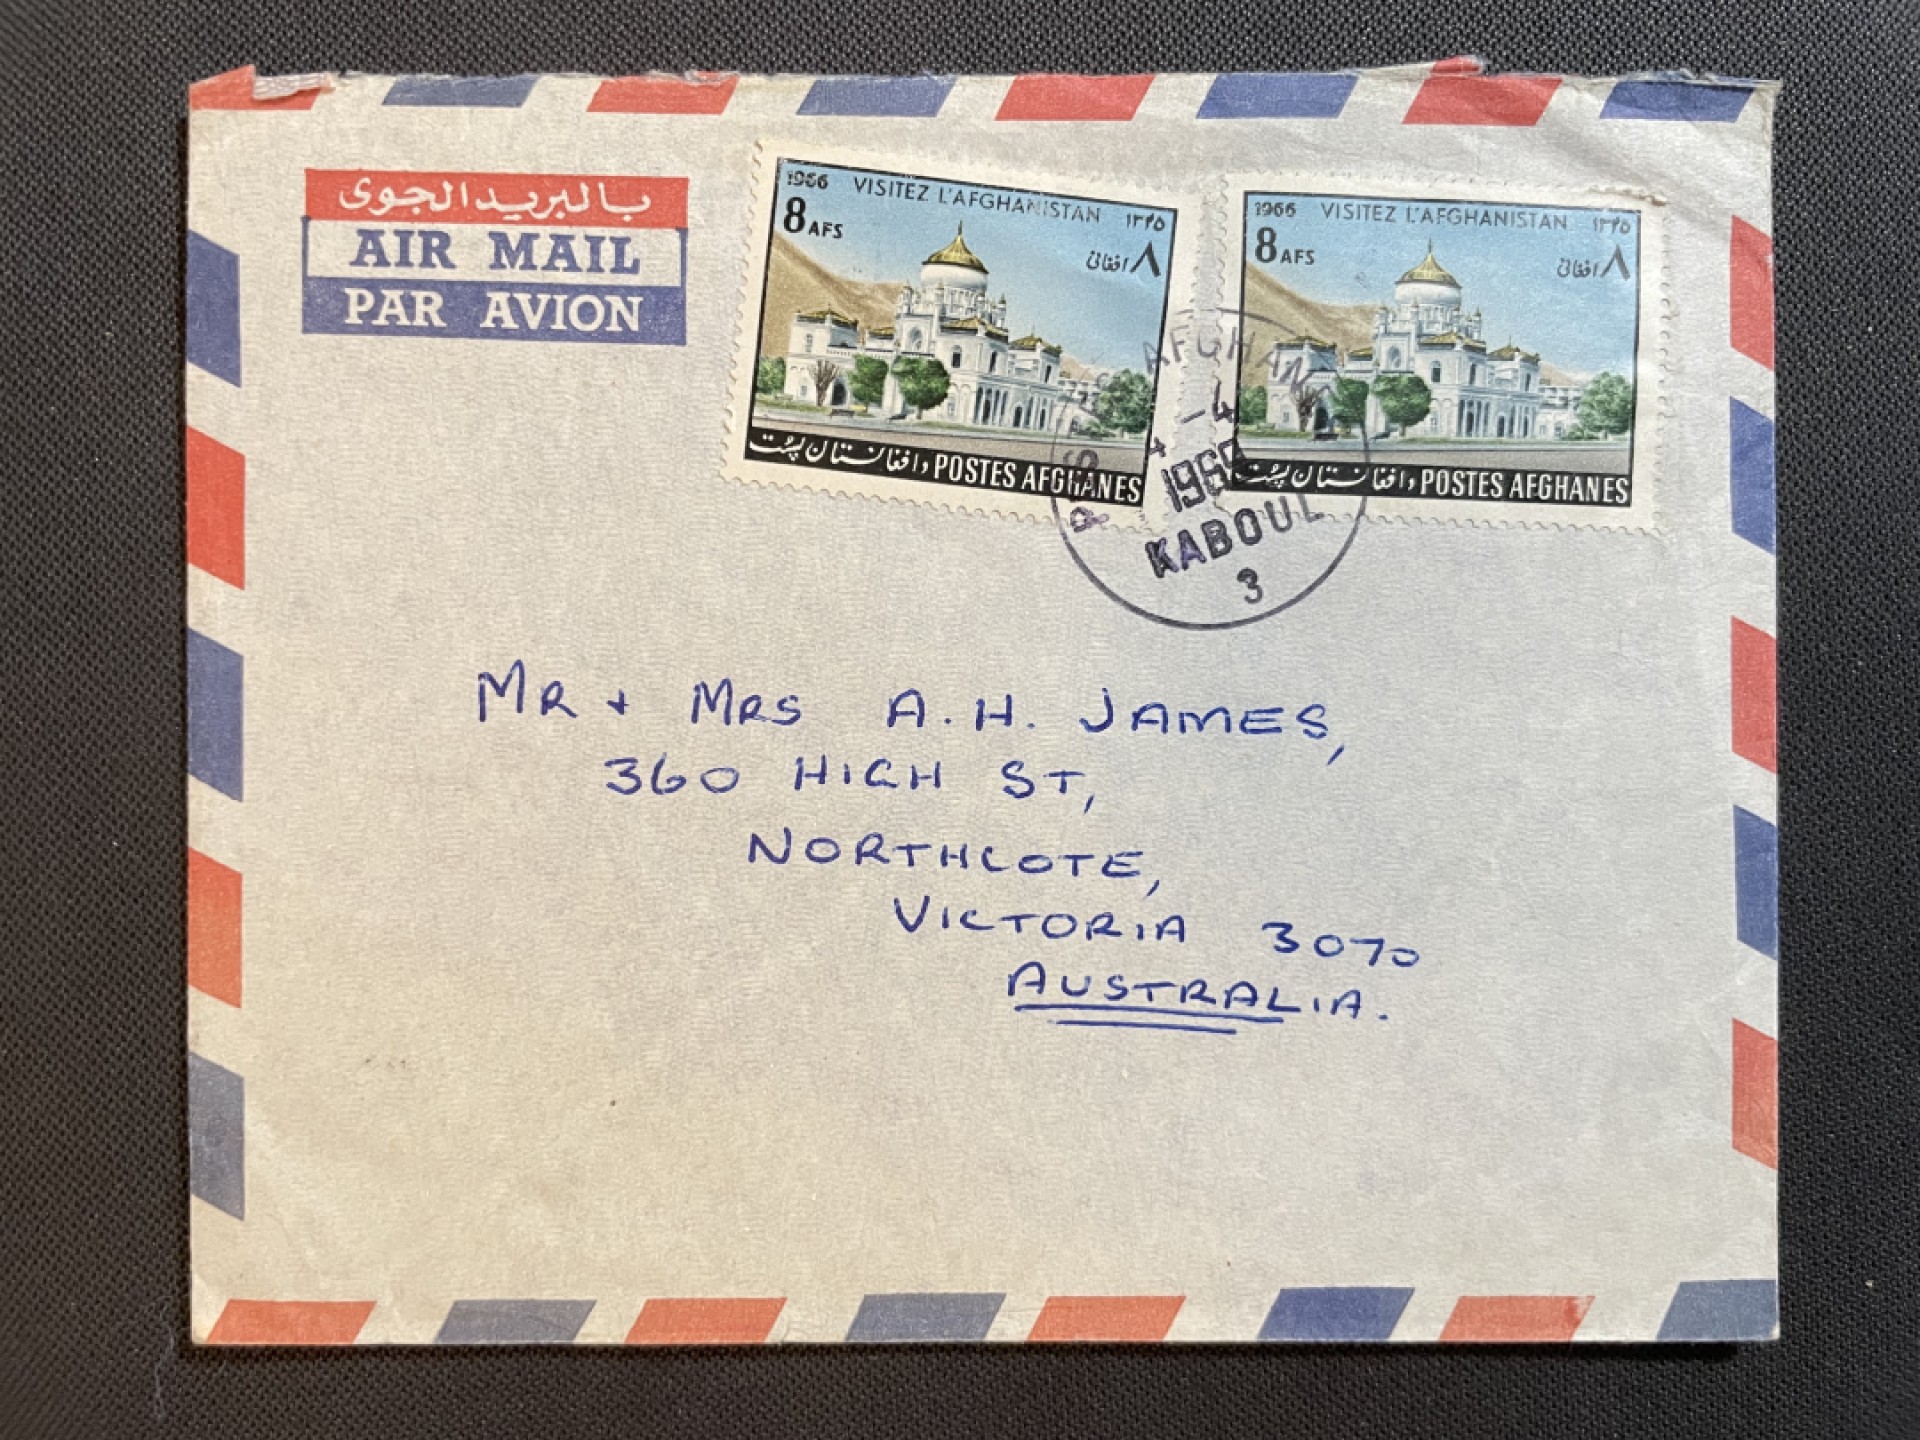 بالبريد الجوى
AIR MAIL
PAR AVION
1966 VISITEZ L'AFGHANISTAN ١٣٤٥
8 AFS ٨ افغانی
د افغانستان پست POSTES AFGHANES
1966 VISITEZ L'AFGHANISTAN ١٣٤٥
8 AFS ٨ افغانی
د افغانستان پست POSTES AFGHANES
KABOUL
3
MR + MRS A.H. JAMES,
360 HIGH ST,
NORTHCOTE,
VICTORIA 3070
AUSTRALIA.